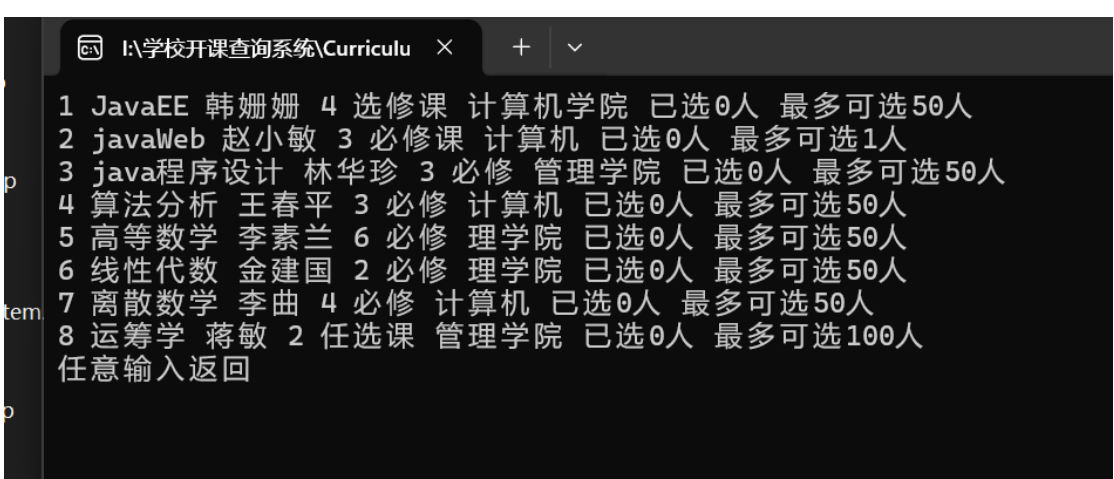 I:\学校开课查询系统\Curriculu
1 JavaEE 韩姗姗 4 选修课 计算机学院 已选0人 最多可选50人
2 javaWeb 赵小敏 3 必修课 计算机 已选0人 最多可选1人
3 java程序设计 林华珍 3 必修 管理学院 已选0人 最多可选50人
4 算法分析 王春平 3 必修 计算机 已选0人 最多可选50人
5 高等数学 李素兰 6 必修 理学院 已选0人 最多可选50人
6 线性代数 金建国 2 必修 理学院 已选0人 最多可选50人
7 离散数学 李曲 4 必修 计算机 已选0人 最多可选50人
8 运筹学 蒋敏 2 任选课 管理学院 已选0人 最多可选100人
任意输入返回
p
tem
p